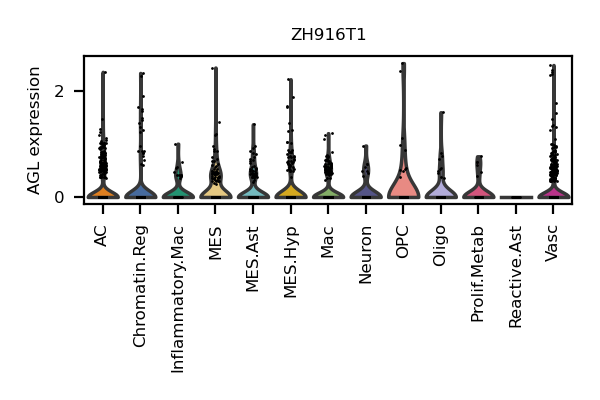 ZH916T1
AGL expression
2
0
AC
Chromatin.Reg
Inflammatory.Mac
MES
MES.Ast
MES.Hyp
Mac
Neuron
OPC
Oligo
Prolif.Metab
Reactive.Ast
Vasc